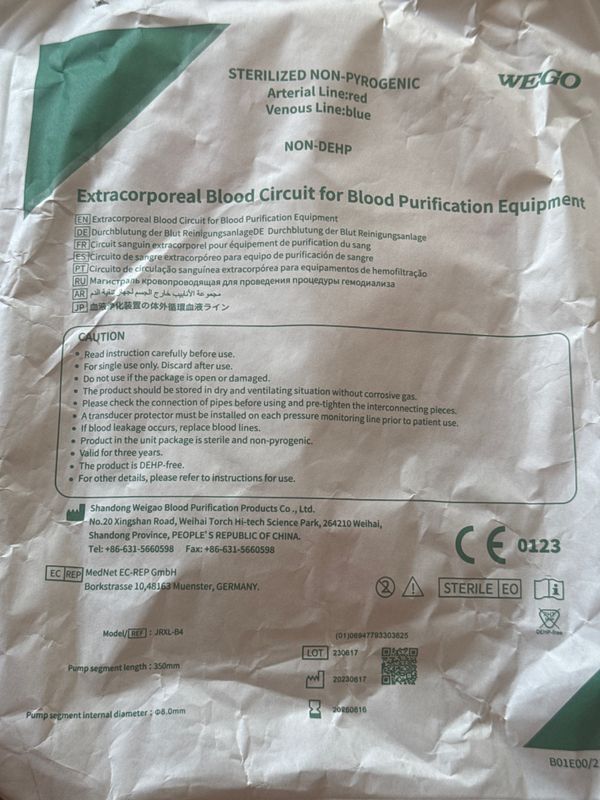 STERILIZED NON-PYROGENIC
Arterial Line:red
Venous Line:blue
WEGO
NON-DEHP
Extracorporeal Blood Circuit for Blood Purification Equipment
EN Extracorporeal Blood Circuit for Blood Purification Equipment
DE Durchblutung der Blut ReinigungsanlageDE Durchblutung der Blut Reinigungsanlage
FR Circuit sanguin extracorporel pour équipement de purification du sang
ES Circuito de sangre extracorpóreo para equipo de purificación de sangre
PT Circuito de circulação sanguínea extracorpórea para equipamentos de hemofiltração
RU Магистраль кровопроводящая для проведения процедуры гемодиализа
AR مجموعة الأنابيب خارج الجسم لجهاز تنقية الدم
JP 血液浄化装置の体外循環血液ライン
CAUTION
• Read instruction carefully before use.
• For single use only. Discard after use.
• Do not use if the package is open or damaged.
• The product should be stored in dry and ventilating situation without corrosive gas.
• Please check the connection of pipes before using and pre-tighten the interconnecting pieces.
• A transducer protector must be installed on each pressure monitoring line prior to patient use.
• If blood leakage occurs, replace blood lines.
• Product in the unit package is sterile and non-pyrogenic.
• Valid for three years.
• The product is DEHP-free.
• For other details, please refer to instructions for use.
Shandong Weigao Blood Purification Products Co., Ltd.
No.20 Xingshan Road, Weihai Torch Hi-tech Science Park, 264210 Weihai,
Shandong Province, PEOPLE'S REPUBLIC OF CHINA.
Tel: +86-631-5660598 Fax: +86-631-5660598
CE 0123
EC REP MedNet EC-REP GmbH
Borkstrasse 10,48163 Muenster, GERMANY.
2
STERILE EO
DEHP-free
Model/REF : JRXL-B4
(01)06947793303825
LOT 230617
Pump segment length : 350mm
20230617
Pump segment internal diameter : Φ8.0mm
20260616
B01E00/2